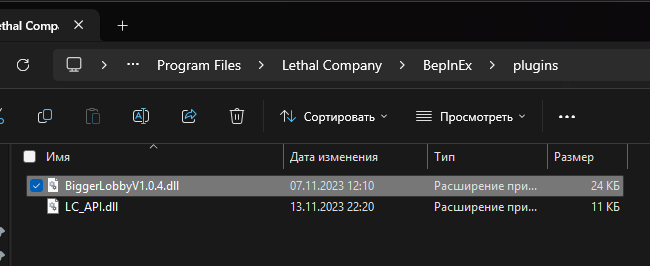 ethal Compa
Program Files > Lethal Company > BepInEx > plugins
Сортировать Просмотреть
Имя Дата изменения Тип Размер
BiggerLobbyV1.0.4.dll 07.11.2023 12:10 Расширение при... 24 КБ
LC_API.dll 13.11.2023 22:20 Расширение при... 11 КБ